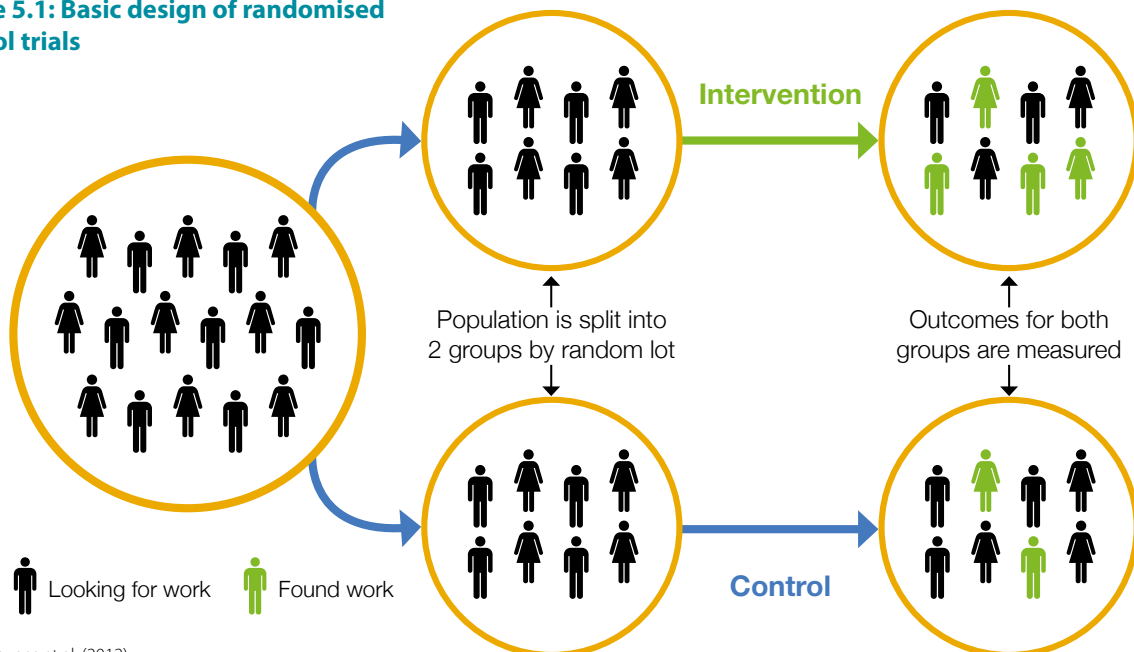 5.1: Basic design of randomised
trials
Intervention
Population is split into
2 groups by random lot
Outcomes for both
groups are measured
Looking for work
Found work
Control
(2012)